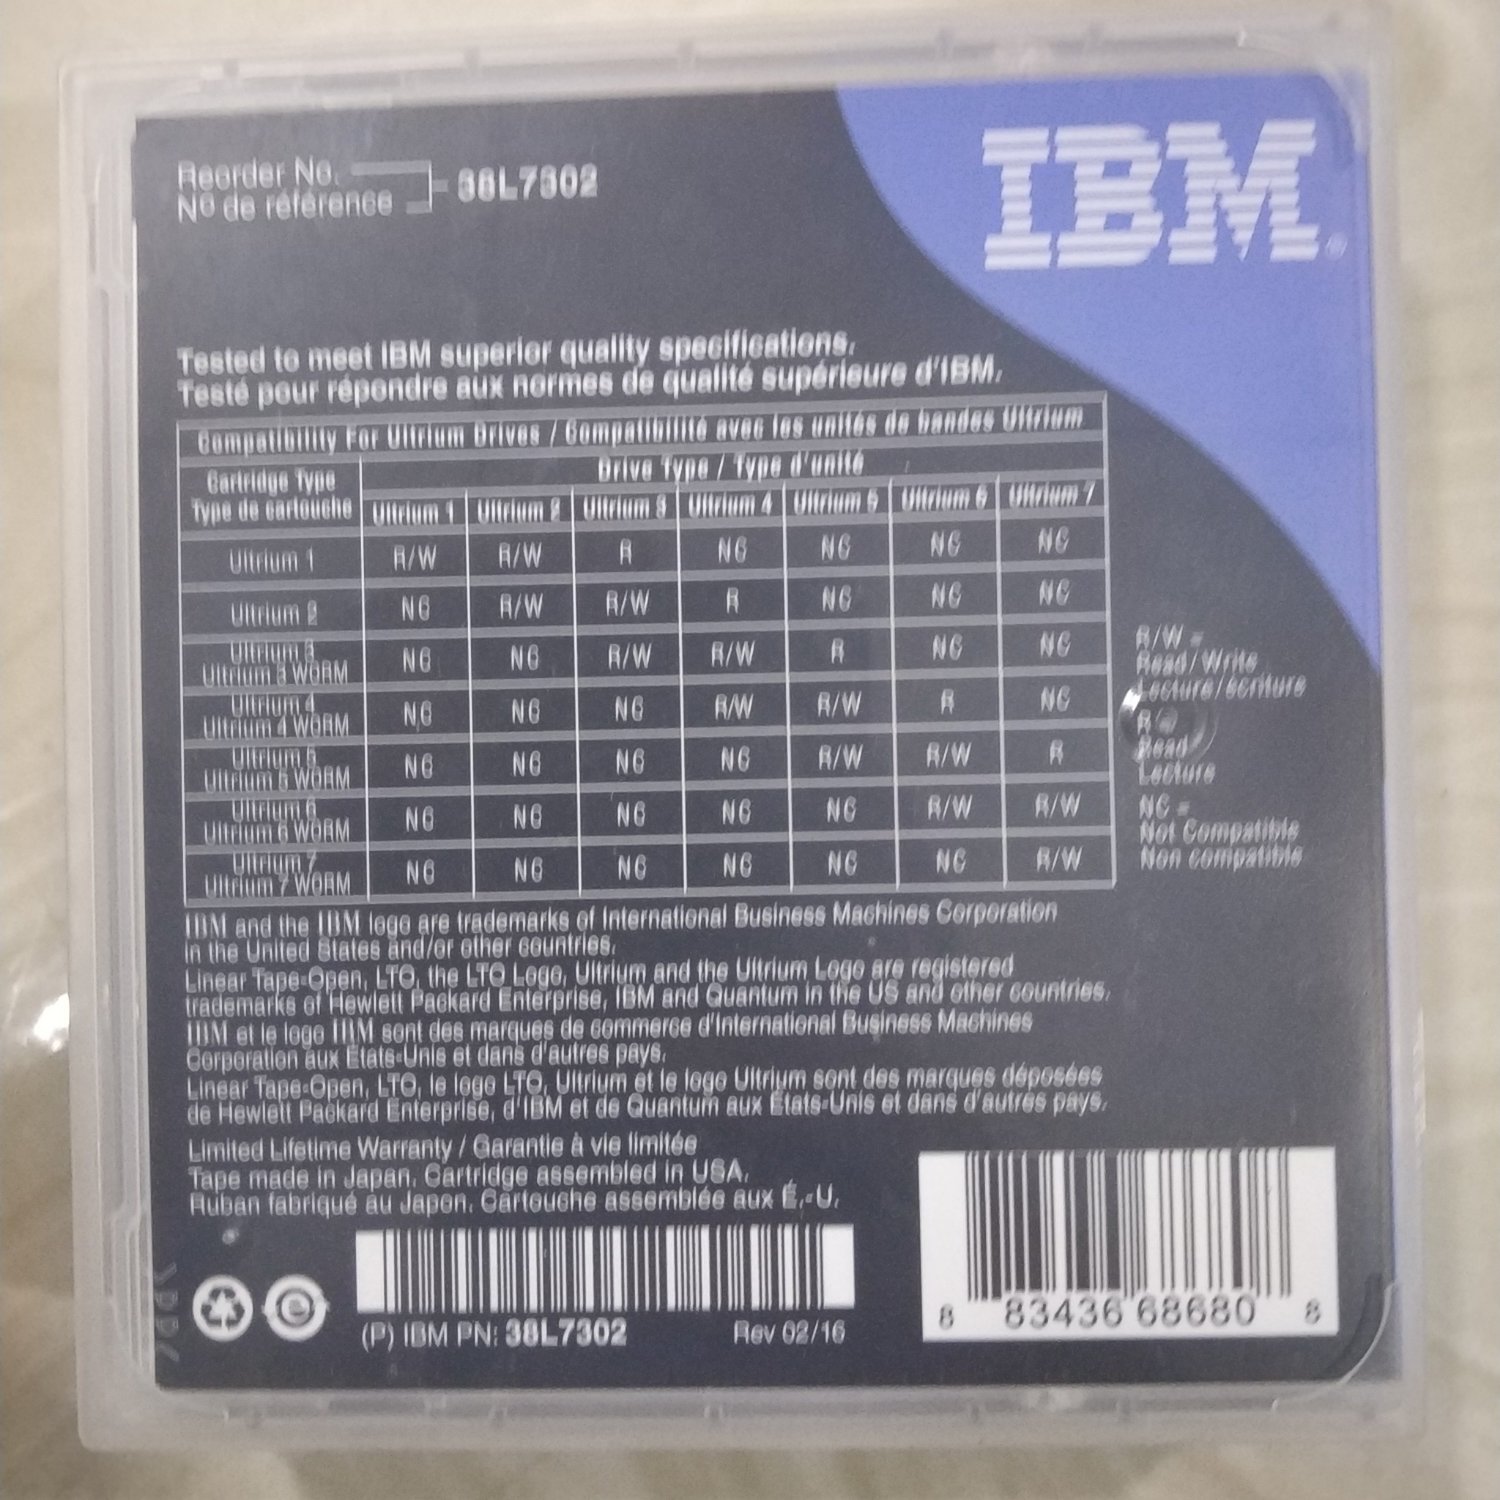 IBM
Reorder No.
Nº de référence
38L7302
Tested to meet IBM superior quality specifications.
Testé pour répondre aux normes de qualité supérieure d'IBM.
Compatibility For Ultrium Drives / Compatibilité avec les unités de bandes Ultrium
Cartridge Type
Type de cartouche
Drive Type / Type d'unité
Ultrium 1 Ultrium 2 Ultrium 3 Ultrium 4 Ultrium 5 Ultrium 6 Ultrium 7
Ultrium 1 R/W R/W R NC NC NC NC
Ultrium 2 NC R/W R/W R NC NC NC
Ultrium 3
Ultrium 3 WORM NC NC R/W R/W R NC NC
Ultrium 4
Ultrium 4 WORM NC NC NC R/W R/W R NC
Ultrium 5
Ultrium 5 WORM NC NC NC NC R/W R/W R
Ultrium 6
Ultrium 6 WORM NC NC NC NC NC R/W R/W
Ultrium 7
Ultrium 7 WORM NC NC NC NC NC NC R/W
R/W =
Read/Write
Lecture/écriture
R =
Read
Lecture
NC =
Not Compatible
Non compatible
IBM and the IBM logo are trademarks of International Business Machines Corporation
in the United States and/or other countries.
Linear Tape-Open, LTO, the LTO Logo, Ultrium and the Ultrium Logo are registered
trademarks of Hewlett Packard Enterprise, IBM and Quantum in the US and other countries.
IBM et le logo IBM sont des marques de commerce d'International Business Machines
Corporation aux États-Unis et dans d'autres pays.
Linear Tape-Open, LTO, le logo LTO, Ultrium et le logo Ultrium sont des marques déposées
de Hewlett Packard Enterprise, d'IBM et de Quantum aux États-Unis et dans d'autres pays.
Limited Lifetime Warranty / Garantie à vie limitée
Tape made in Japan. Cartridge assembled in USA.
Ruban fabriqué au Japon. Cartouche assemblée aux É.-U.
(P) IBM PN: 38L7302 Rev 02/16
8 83436 68680 8